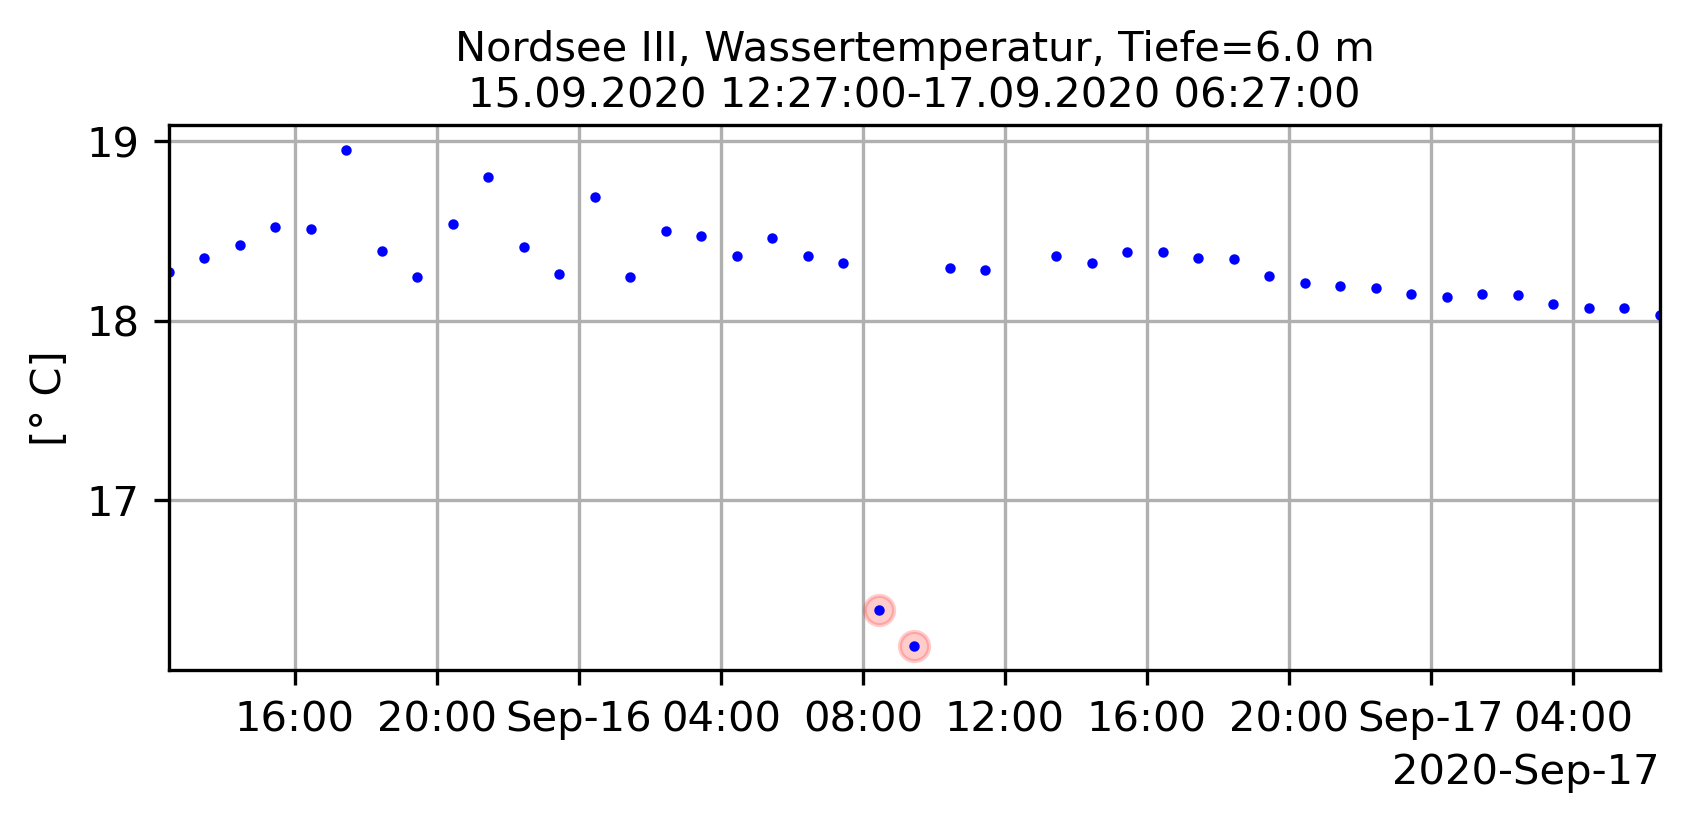 Nordsee III, Wassertemperatur, Tiefe=6.0 m
15.09.2020 12:27:00-17.09.2020 06:27:00
19
18
17
[° C]
16:00 20:00 Sep-16 04:00 08:00 12:00 16:00 20:00 Sep-17 04:00
2020-Sep-17